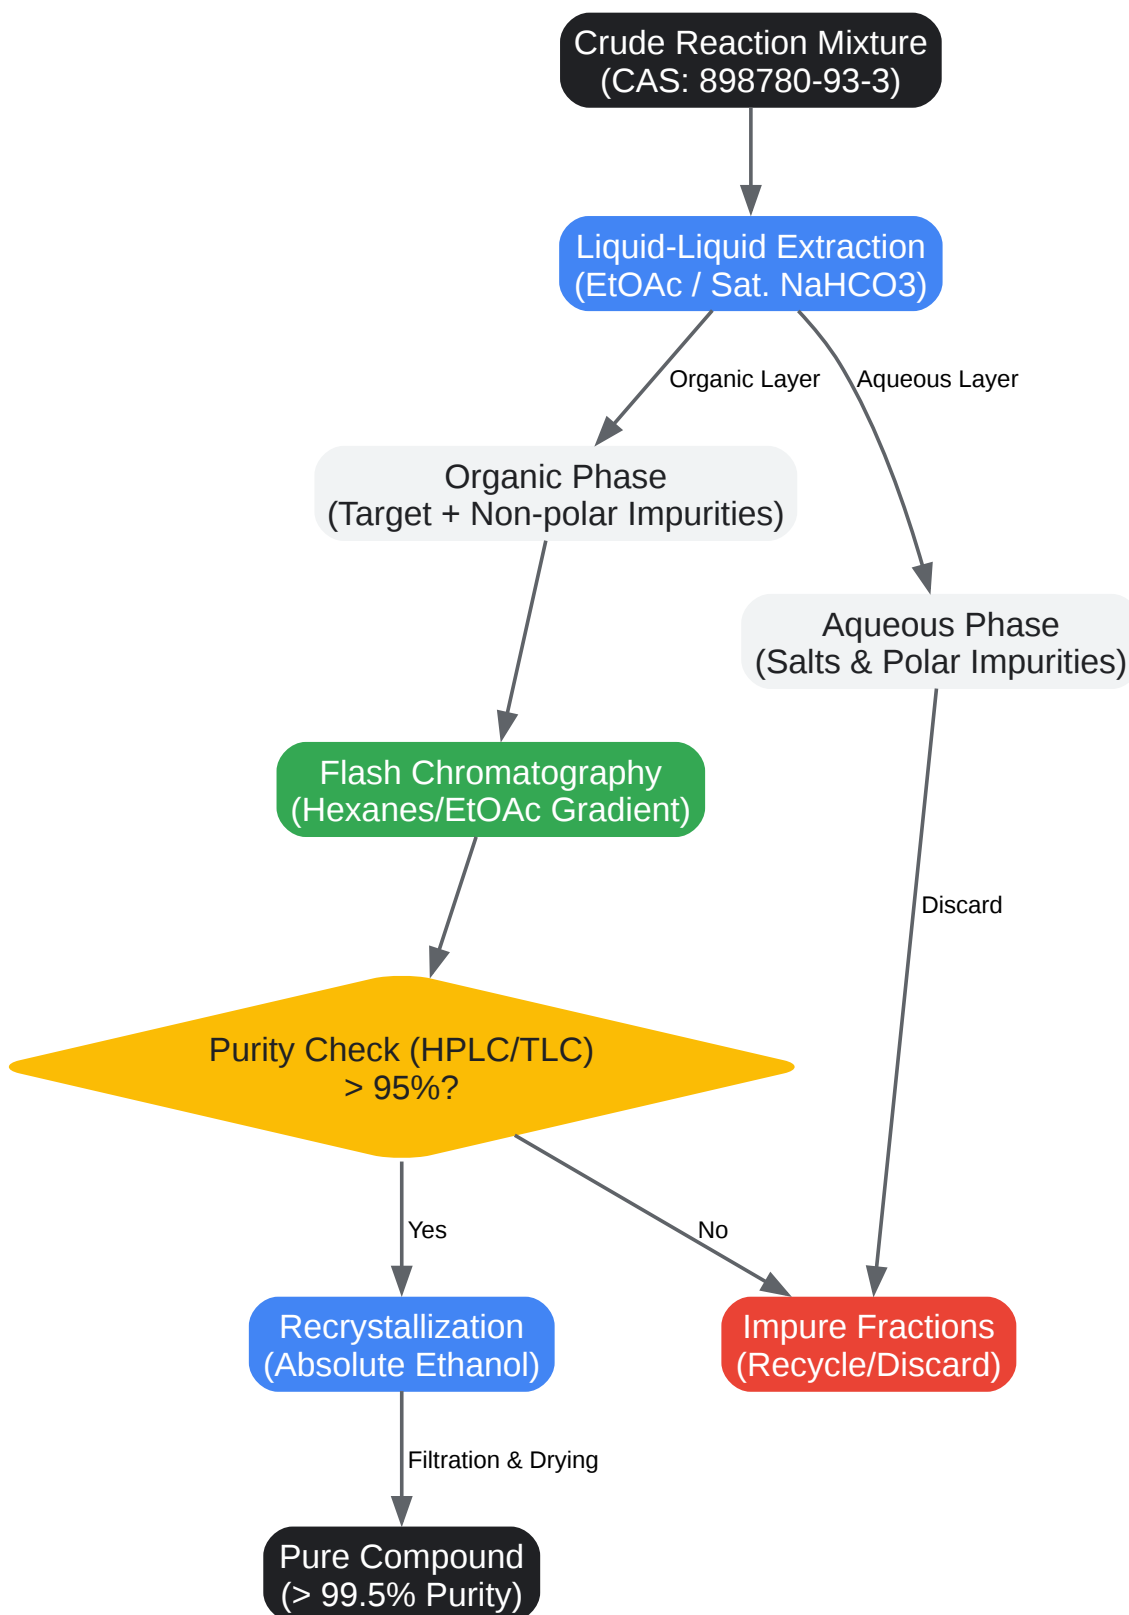 Crude Reaction Mixture
(CAS: 898780-93-3)
Liquid-Liquid Extraction
(EtOAc / Sat. NaHCO3)
Organic Layer
Aqueous Layer
Organic Phase
(Target + Non-polar Impurities)
Aqueous Phase
(Salts & Polar Impurities)
Flash Chromatography
(Hexanes/EtOAc Gradient)
Discard
Purity Check (HPLC/TLC)
> 95%?
Yes
No
Recrystallization
(Absolute Ethanol)
Impure Fractions
(Recycle/Discard)
Filtration & Drying
Pure Compound
(> 99.5% Purity)